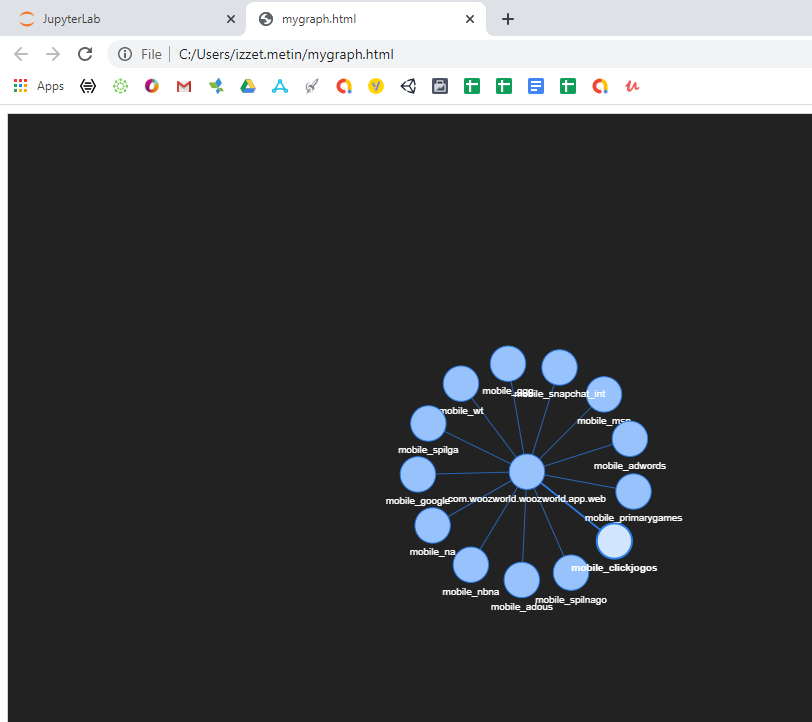 JupyterLab
mygraph.html
File
C:/Users/izzet.metin/mygraph.html
Apps
mobile_snapchat_int
mobile_wt
mobile_msn
mobile_spilga
mobile_adwords
mobile_google
com.woozworld.woozworld.app.web
mobile_primarygames
mobile_na
mobile_clickjogos
mobile_nbna
mobile_spilnago
mobile_adous